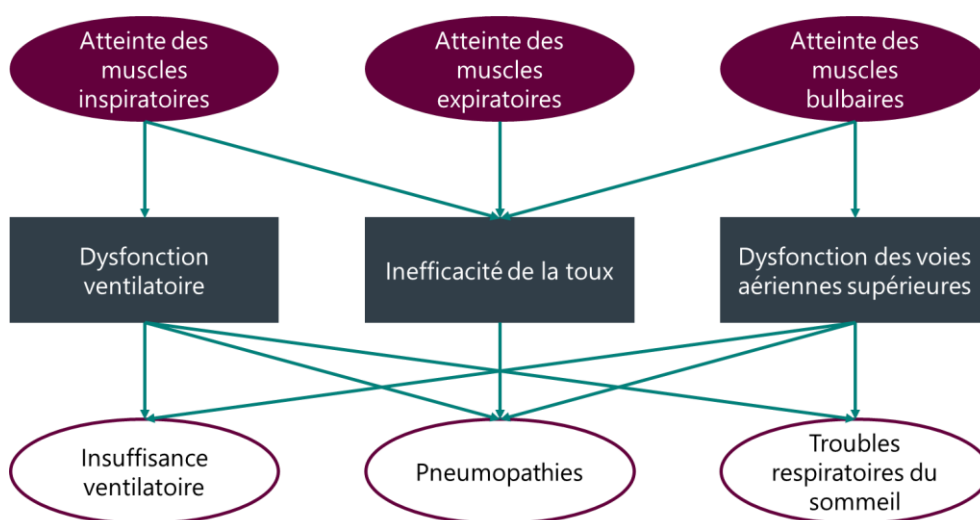 Atteinte des
muscles
inspiratoires
Atteinte des
muscles
expiratoires
Atteinte des
muscles
bulbaires
Dysfonction
ventilatoire
Inefficacité de la toux
Dysfonction des voies
aériennes supérieures
Insuffisance
ventilatoire
Pneumopathies
Troubles
respiratoires du
sommeil